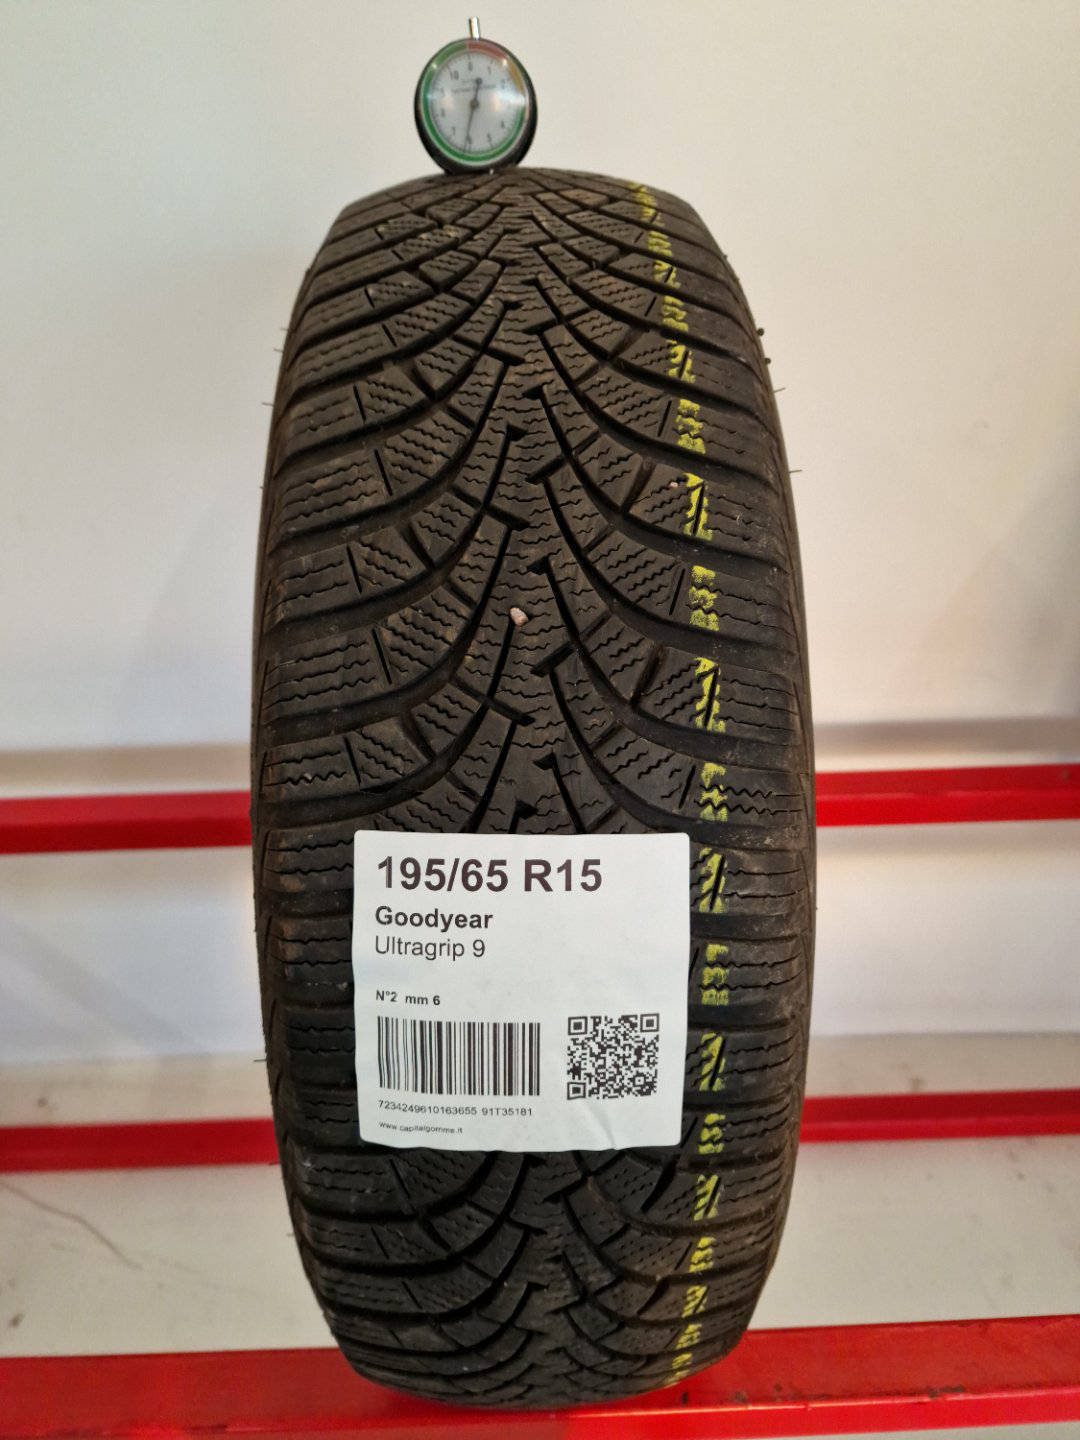 195/65 R15
Goodyear
Ultragrip 9
N°2 mm 6
7234249610163655 91T35181
www.capitalgomme.it